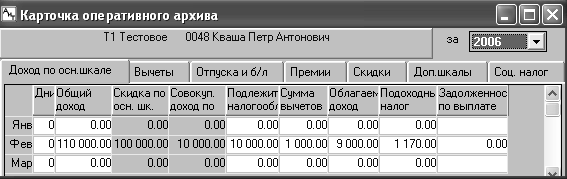 Карточка оперативного архива
Т1 Тестовое 0048 Кваша Петр Антонович за 2006
Доход по осн.шкале Вычеты Отпуска и б/л Премии Скидки Доп.шкалы Соц. налог
Дни Общий Скидка по Совокуп. Подлежит Сумма Облагаем Подоходны Задолженнос
доход осн. шк. доход по налогообл вычетов доход налог по выплате
Янв 0 0.00 0.00 0.00 0.00 0.00 0.00 0.00
Фев 0 110 000.00 100 000.00 10 000.00 10 000.00 1 000.00 9 000.00 1 170.00 0.00
Мар 0 0.00 0.00 0.00 0.00 0.00 0.00 0.00